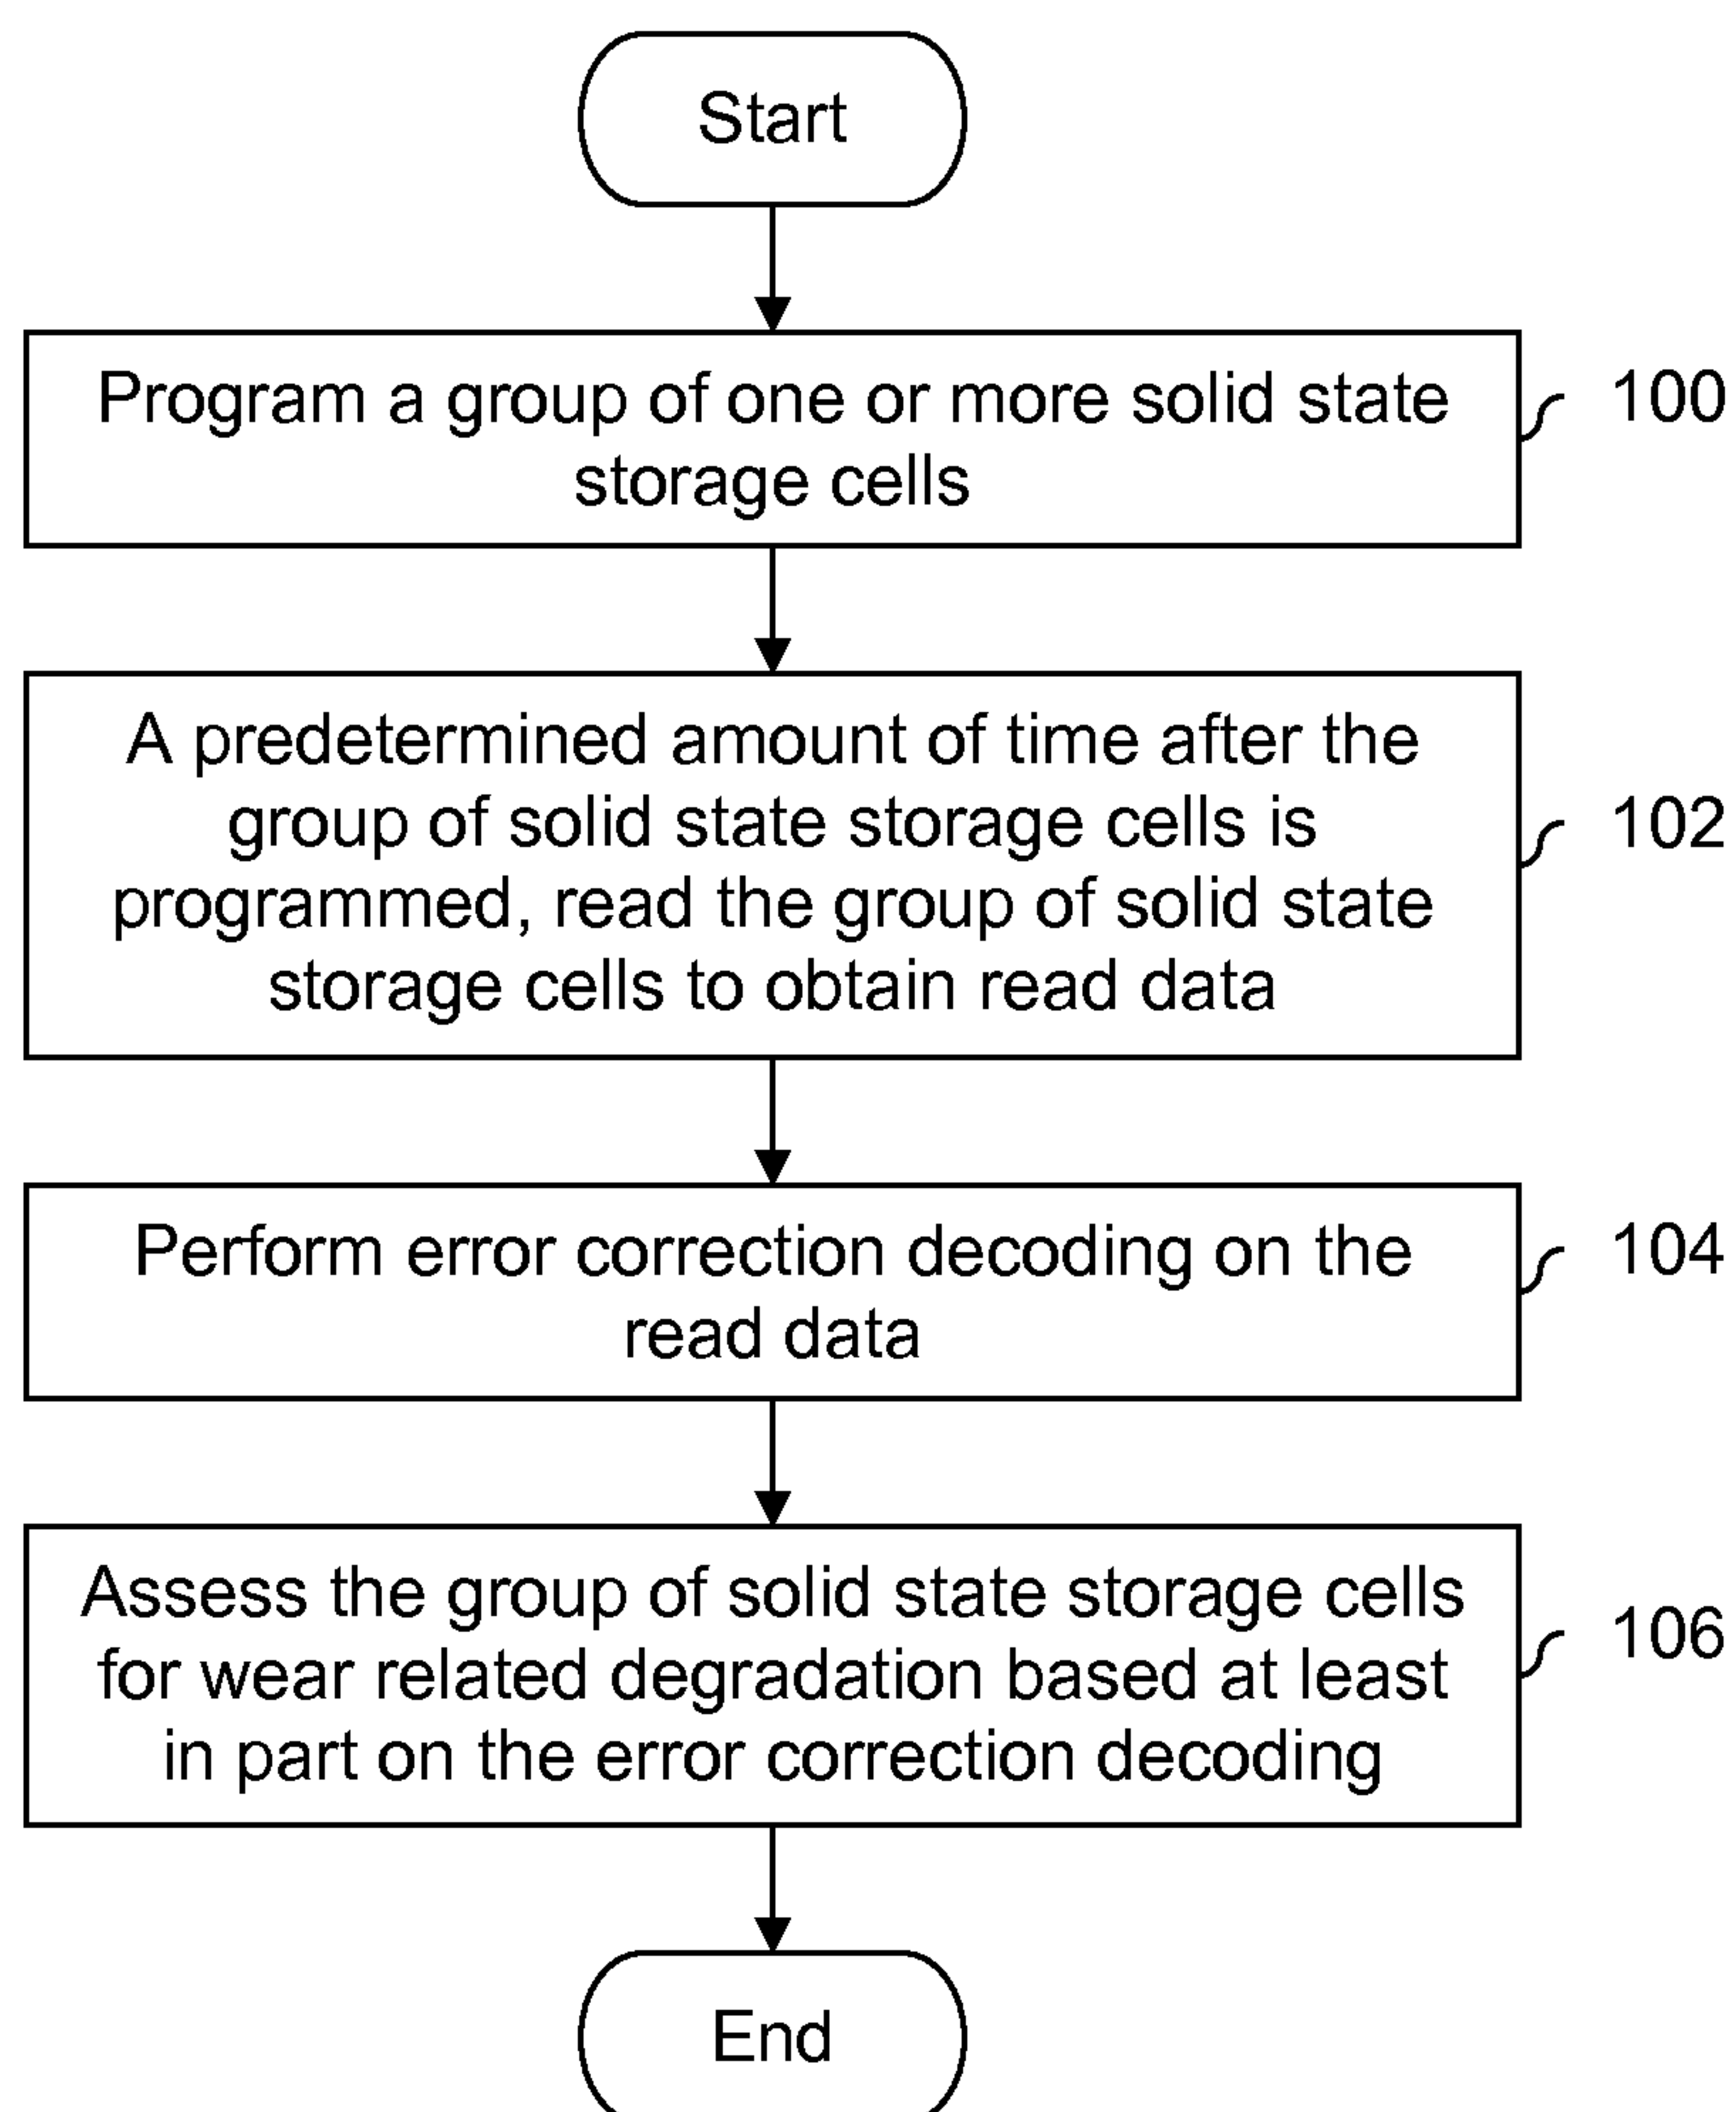 Start
Program a group of one or more solid state
storage cells
100
A predetermined amount of time after the
group of solid state storage cells is
programmed, read the group of solid state
storage cells to obtain read data
102
Perform error correction decoding on the
read data
104
Assess the group of solid state storage cells
for wear related degradation based at least
in part on the error correction decoding
106
End